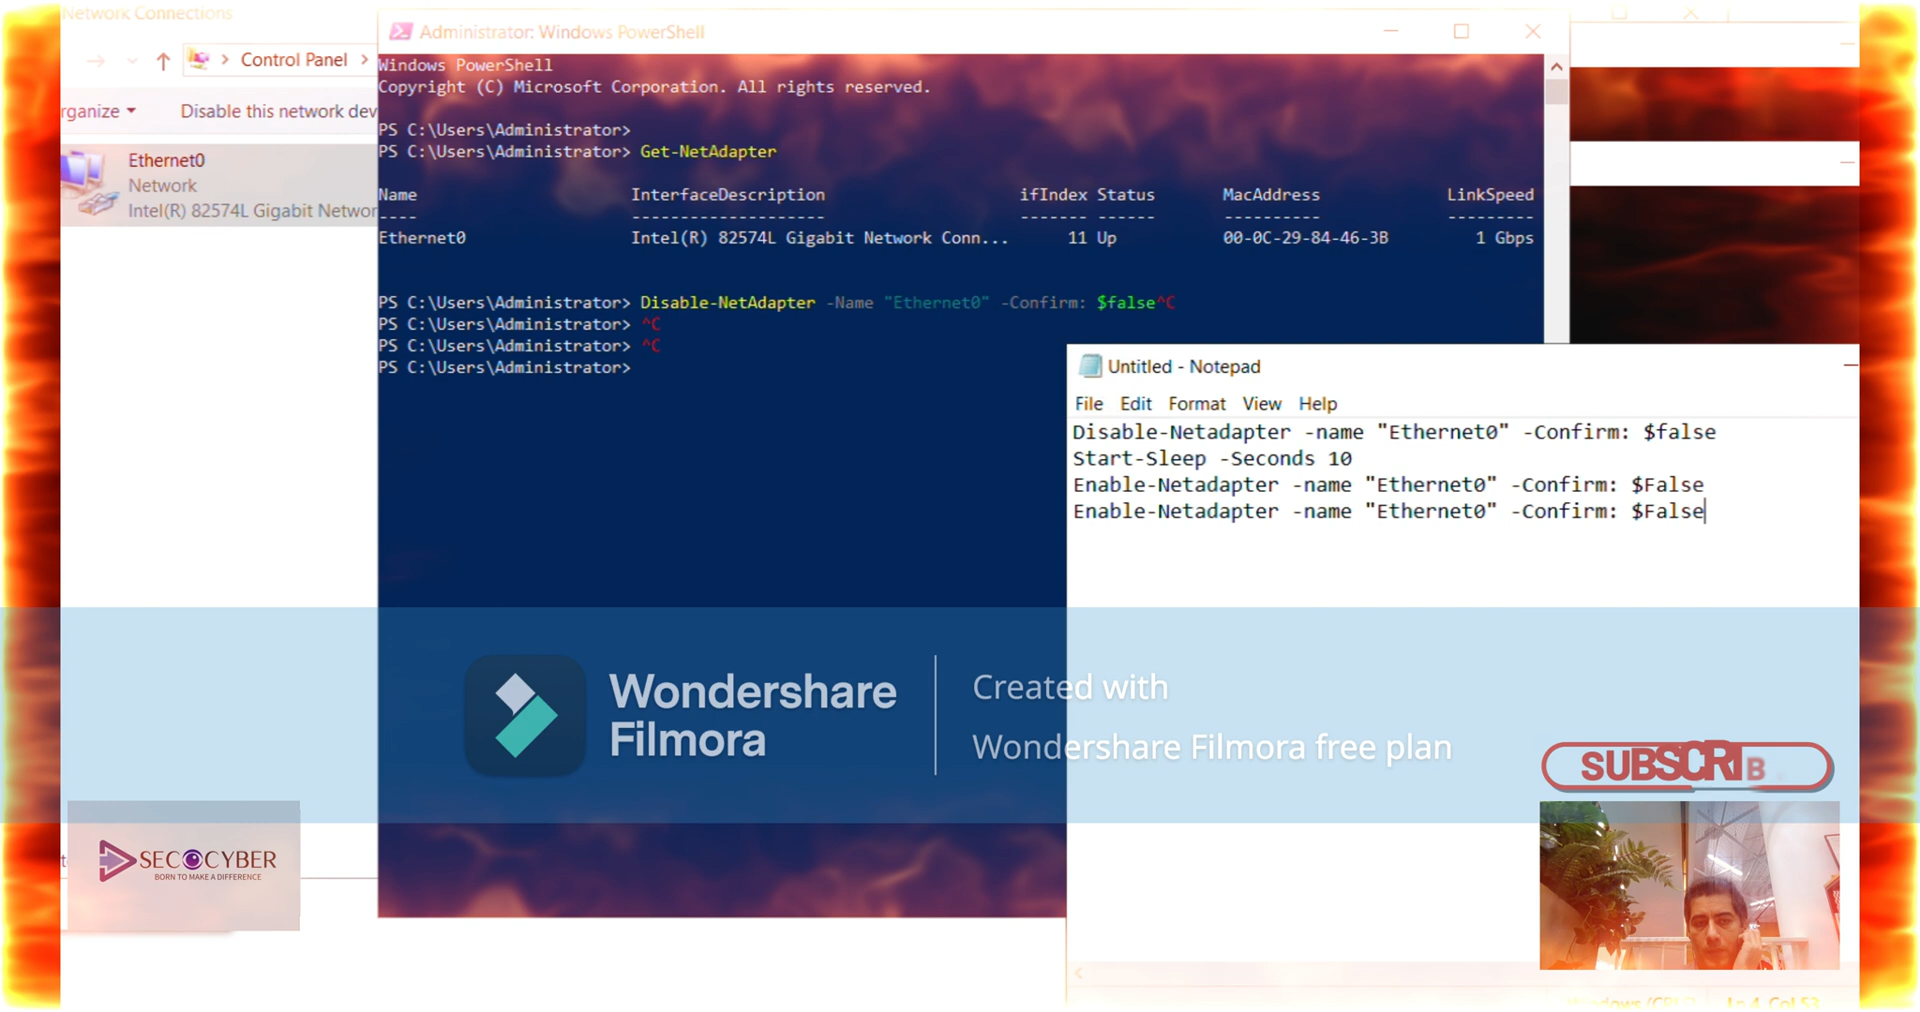 Network Connections
Control Panel
rganize
Disable this network dev
Ethernet0
Network
Intel(R) 82574L Gigabit Networ
Administrator: Windows PowerShell
Windows PowerShell
Copyright (C) Microsoft Corporation. All rights reserved.
PS C:\Users\Administrator>
PS C:\Users\Administrator> Get-NetAdapter
Name InterfaceDescription ifIndex Status MacAddress LinkSpeed
---- -------------------- ------- ------ ---------- ---------
Ethernet0 Intel(R) 82574L Gigabit Network Conn... 11 Up 00-0C-29-84-46-3B 1 Gbps
PS C:\Users\Administrator> Disable-NetAdapter -Name "Ethernet0" -Confirm: $false^C
PS C:\Users\Administrator> ^C
PS C:\Users\Administrator> ^C
PS C:\Users\Administrator>
Untitled - Notepad
File Edit Format View Help
Disable-Netadapter -name "Ethernet0" -Confirm: $false
Start-Sleep -Seconds 10
Enable-Netadapter -name "Ethernet0" -Confirm: $False
Enable-Netadapter -name "Ethernet0" -Confirm: $False
Wondershare
Filmora
Created with
Wondershare Filmora free plan
SUBSCRIB
SECOCYBER
BORN TO MAKE A DIFFERENCE
Ln 4, Col 53